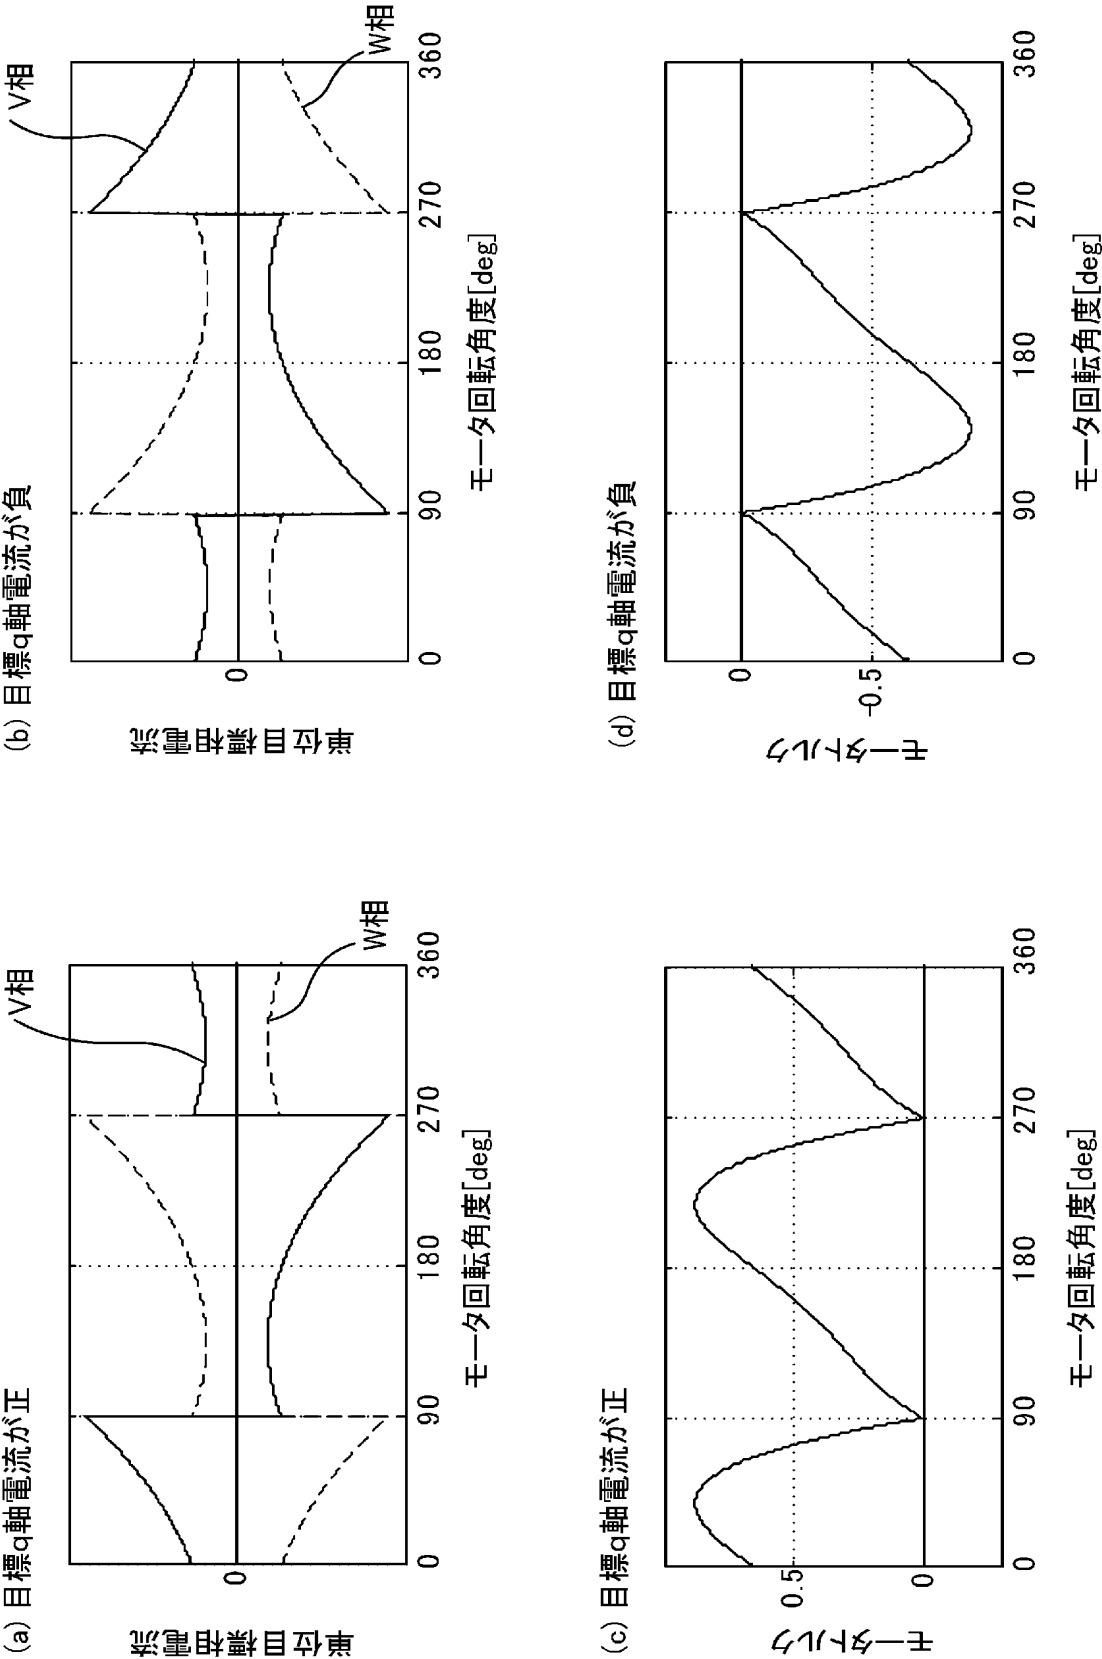 (a) 目標q軸電流が正
単位目標相電流
0
V相
W相
0
90
180
270
360
モータ回転角度[deg]
(b) 目標q軸電流が負
単位目標相電流
0
V相
W相
0
90
180
270
360
モータ回転角度[deg]
(c) 目標q軸電流が正
モータトルク
0.5
0
0
90
180
270
360
モータ回転角度[deg]
(d) 目標q軸電流が負
モータトルク
0
-0.5
0
90
180
270
360
モータ回転角度[deg]